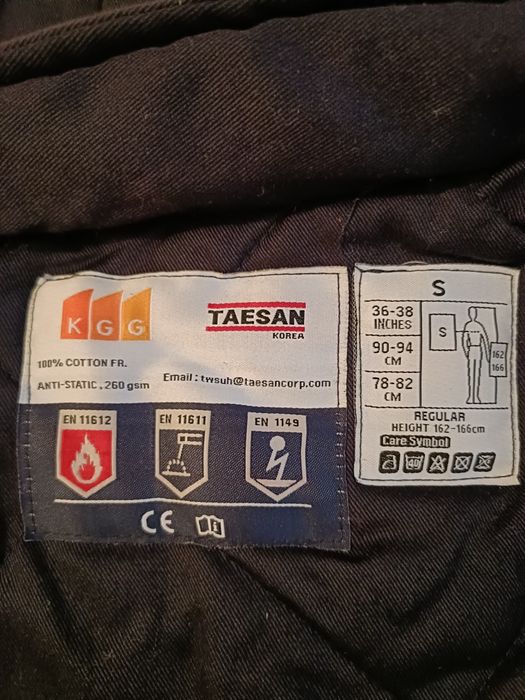 KGG
TAESAN
KOREA
100% COTTON FR.
ANTI-STATIC, 260 gsm
Email : twsuh@taesancorp.com
EN 11612
EN 11611
EN 1149
CE
S
36-38
INCHES
90-94
CM
78-82
CM
S
162
166
REGULAR
HEIGHT 162-166cm
Care Symbol
40